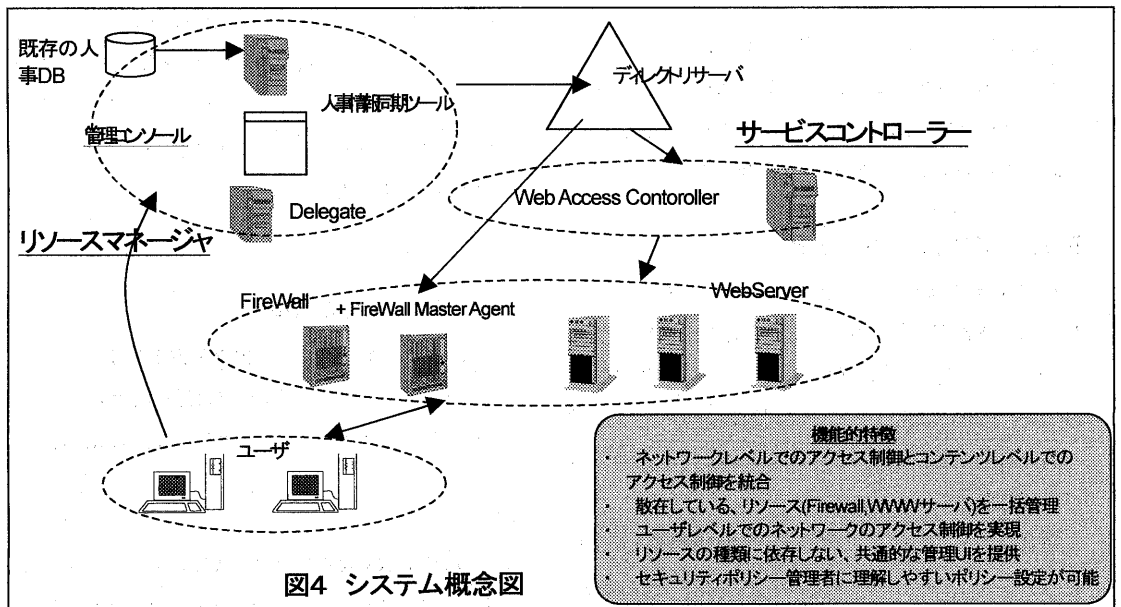 既存の人
事DB
人事情報同期ツール
管理コンソール
Delegate
リソースマネージャ
ディレクトリサーバ
サービスコントローラー
Web Access Contoroller
FireWall
+ FireWall Master Agent
WebServer
ユーザ
機能的特徴
・ ネットワークレベルでのアクセス制御とコンテンツレベルでの
アクセス制御を統合
・ 散在している、リソース(Firewall,WWWサーバ)を一括管理
・ ユーザレベルでのネットワークのアクセス制御を実現
・ リソースの種類に依存しない、共通的な管理UIを提供
・ セキュリティポリシー管理者に理解しやすいポリシー設定が可能
図4 システム概念図